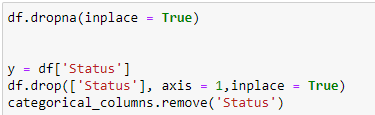 df.dropna(inplace = True)
y = df['Status']
df.drop(['Status'], axis = 1,inplace = True)
categorical_columns.remove('Status')